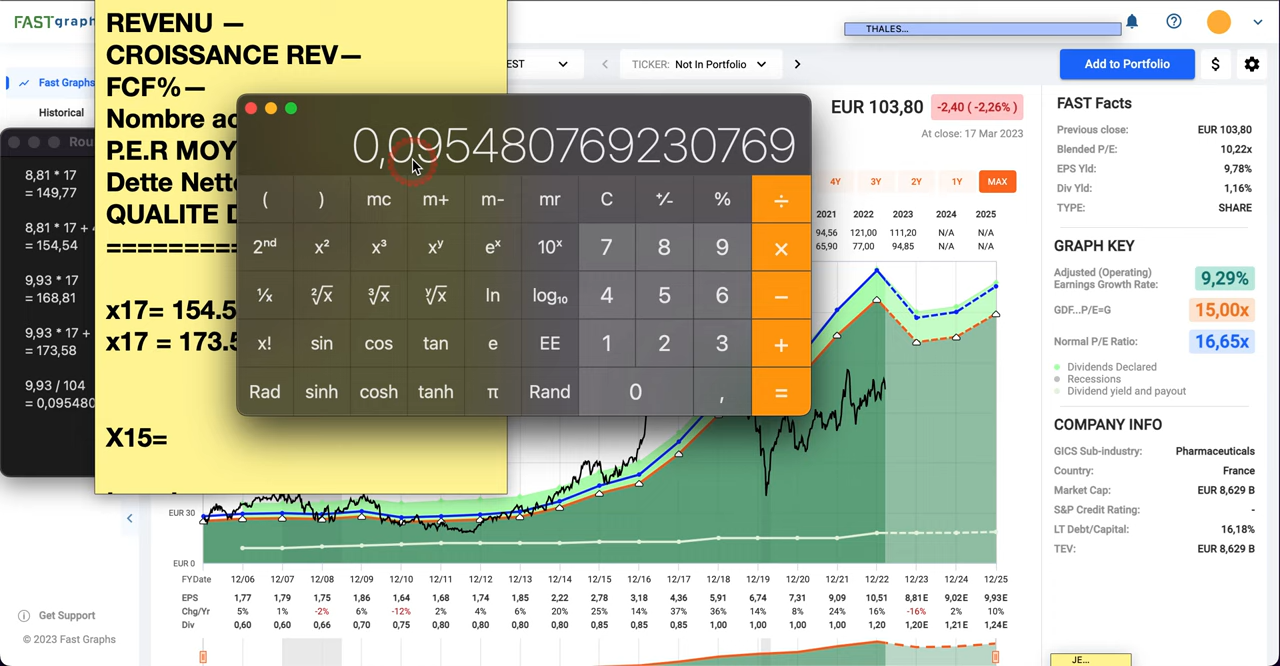 FASTgraph
REVENU —
CROISSANCE REV—
FCF%—
Nombre ac
P.E.R MOY
Dette Nette
QUALITE D
==========
x17= 154.5
x17 = 173.5
X15=
THALES...
EST
TICKER: Not In Portfolio
Add to Portfolio
$
Fast Graphs
Historical
Rou
8,81 * 17
= 149,77
8,81 * 17 +
= 154,54
9,93 * 17
= 168,81
9,93 * 17 +
= 173,58
9,93 / 104
= 0,095480
0,095480769230769
( ) mc m+ m- mr C +/- % ÷
2nd x² x³ xʸ eˣ 10ˣ 7 8 9 ×
¹/x ²√x ³√x ʸ√x ln log₁₀ 4 5 6 −
x! sin cos tan e EE 1 2 3 +
Rad sinh cosh tanh π Rand 0 , =
EUR 103,80 -2,40 ( -2,26% )
At close: 17 Mar 2023
4Y 3Y 2Y 1Y MAX
2021 2022 2023 2024 2025
94,56 121,00 111,20 N/A N/A
65,90 77,00 94,85 N/A N/A
FAST Facts
Previous close: EUR 103,80
Blended P/E: 10,22x
EPS Yld: 9,78%
Div Yld: 1,16%
TYPE: SHARE
GRAPH KEY
Adjusted (Operating)
Earnings Growth Rate: 9,29%
GDF...P/E=G 15,00x
Normal P/E Ratio: 16,65x
Dividends Declared
Recessions
Dividend yield and payout
COMPANY INFO
GICS Sub-industry: Pharmaceuticals
Country: France
Market Cap: EUR 8,629 B
S&P Credit Rating: -
LT Debt/Capital: 16,18%
TEV: EUR 8,629 B
EUR 30
EUR 0
FYDate 12/06 12/07 12/08 12/09 12/10 12/11 12/12 12/13 12/14 12/15 12/16 12/17 12/18 12/19 12/20 12/21 12/22 12/23 12/24 12/25
EPS 1,77 1,79 1,75 1,86 1,64 1,68 1,74 1,85 2,22 2,78 3,18 4,36 5,91 6,74 7,31 9,09 10,51 8,81E 9,02E 9,93E
Chg/Yr 5% 1% -2% 6% -12% 2% 4% 6% 20% 25% 14% 37% 36% 14% 8% 24% 16% -16% 2% 10%
Div 0,60 0,60 0,66 0,70 0,75 0,80 0,80 0,80 0,80 0,85 0,85 0,85 1,00 1,00 1,00 1,00 1,20 1,20E 1,21E 1,24E
Get Support
© 2023 Fast Graphs
JE...